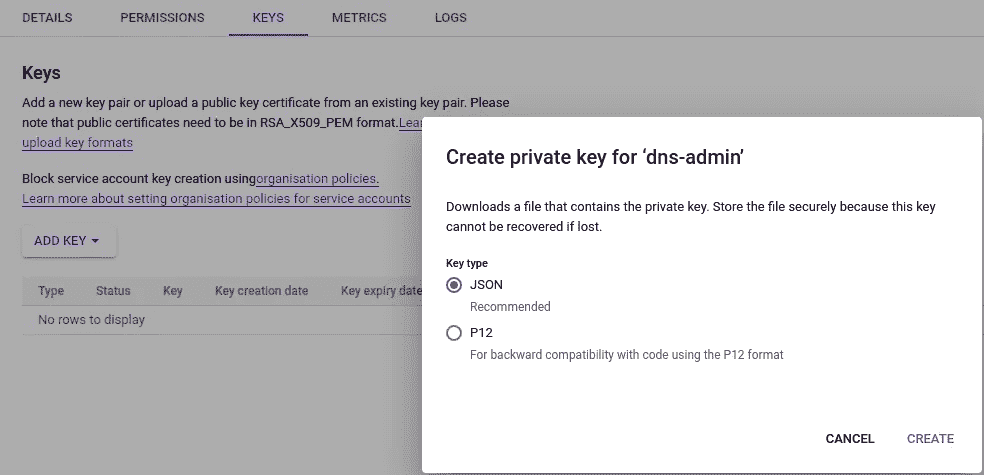 DETAILS PERMISSIONS KEYS METRICS LOGS
Keys
Add a new key pair or upload a public key certificate from an existing key pair. Please
note that public certificates need to be in RSA_X509_PEM format.
upload key formats
Block service account key creation usingorganisation policies.
Learn more about setting organisation policies for service accounts
ADD KEY
Type Status Key Key creation date Key expiry date
No rows to display
Create private key for ‘dns-admin’
Downloads a file that contains the private key. Store the file securely because this key
cannot be recovered if lost.
Key type
JSON
Recommended
P12
For backward compatibility with code using the P12 format
CANCEL CREATE